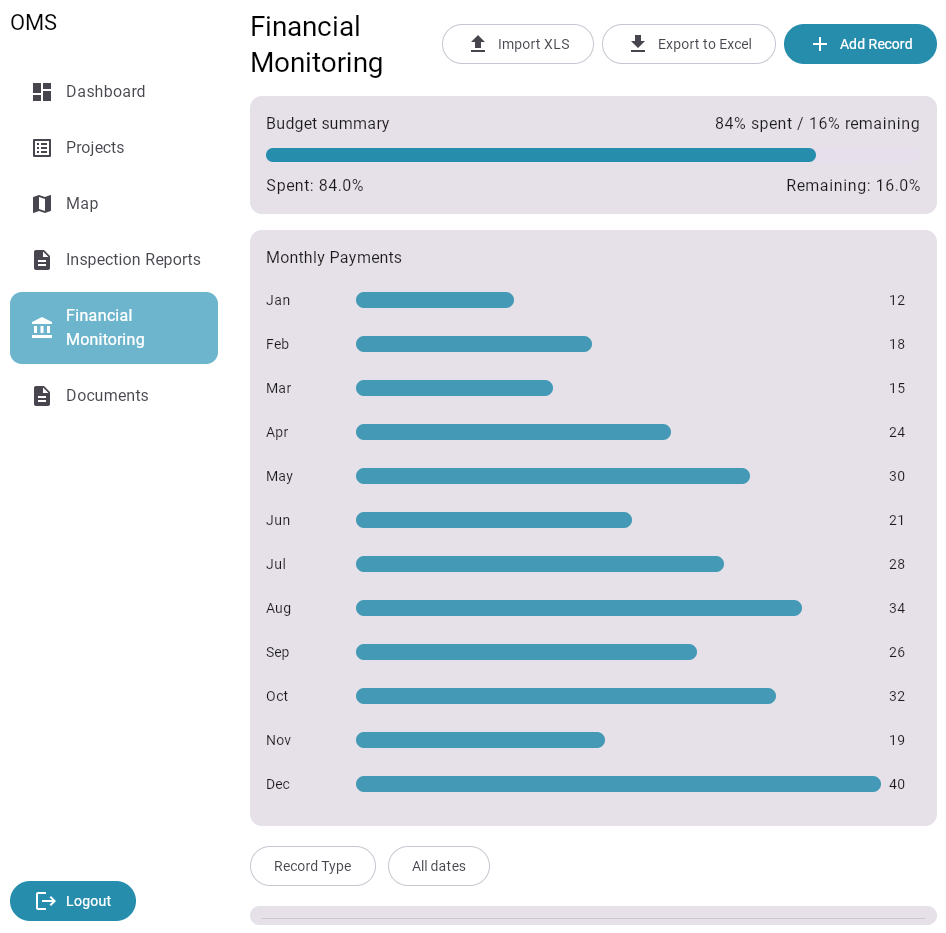 OMS
Dashboard
Projects
Map
Inspection Reports
Financial
Monitoring
Documents
Logout
Financial
Monitoring
Import XLS
Export to Excel
Add Record
Budget summary
84% spent / 16% remaining
Spent: 84.0%
Remaining: 16.0%
Monthly Payments
Jan 12
Feb 18
Mar 15
Apr 24
May 30
Jun 21
Jul 28
Aug 34
Sep 26
Oct 32
Nov 19
Dec 40
Record Type
All dates